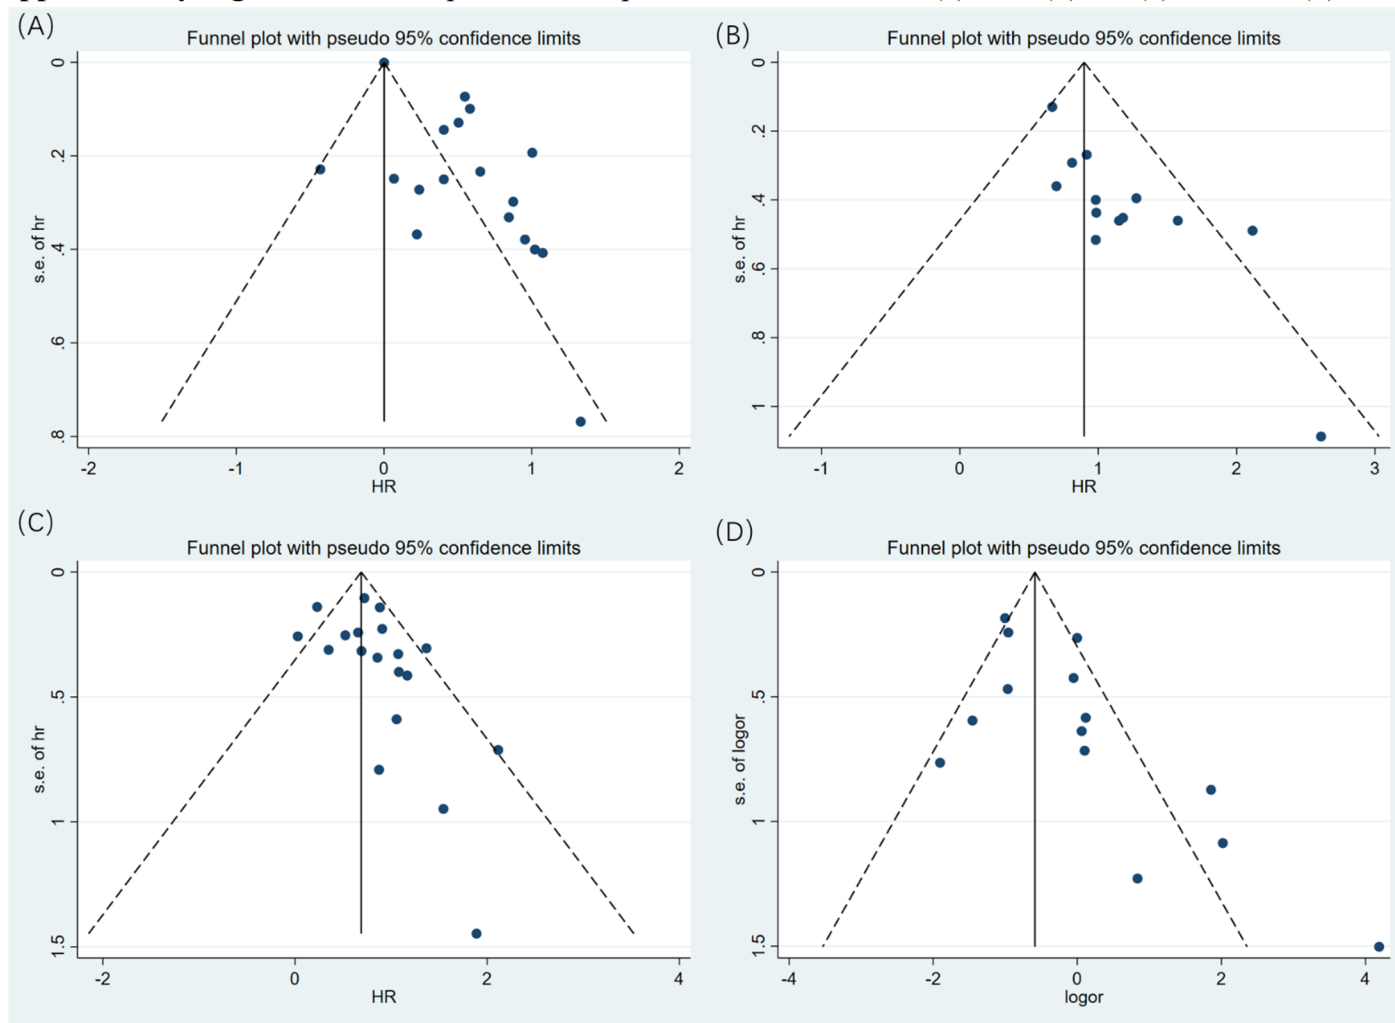 (A)
Funnel plot with pseudo 95% confidence limits
s.e. of hr
0
.2
.4
.6
.8
-2 -1 0 1 2
HR
(B)
Funnel plot with pseudo 95% confidence limits
s.e. of hr
0
.2
.4
.6
.8
1
-1 0 1 2 3
HR
(C)
Funnel plot with pseudo 95% confidence limits
s.e. of hr
0
.5
1
1.5
-2 0 2 4
HR
(D)
Funnel plot with pseudo 95% confidence limits
s.e. of logor
0
.5
1
1.5
-4 -2 0 2 4
logor